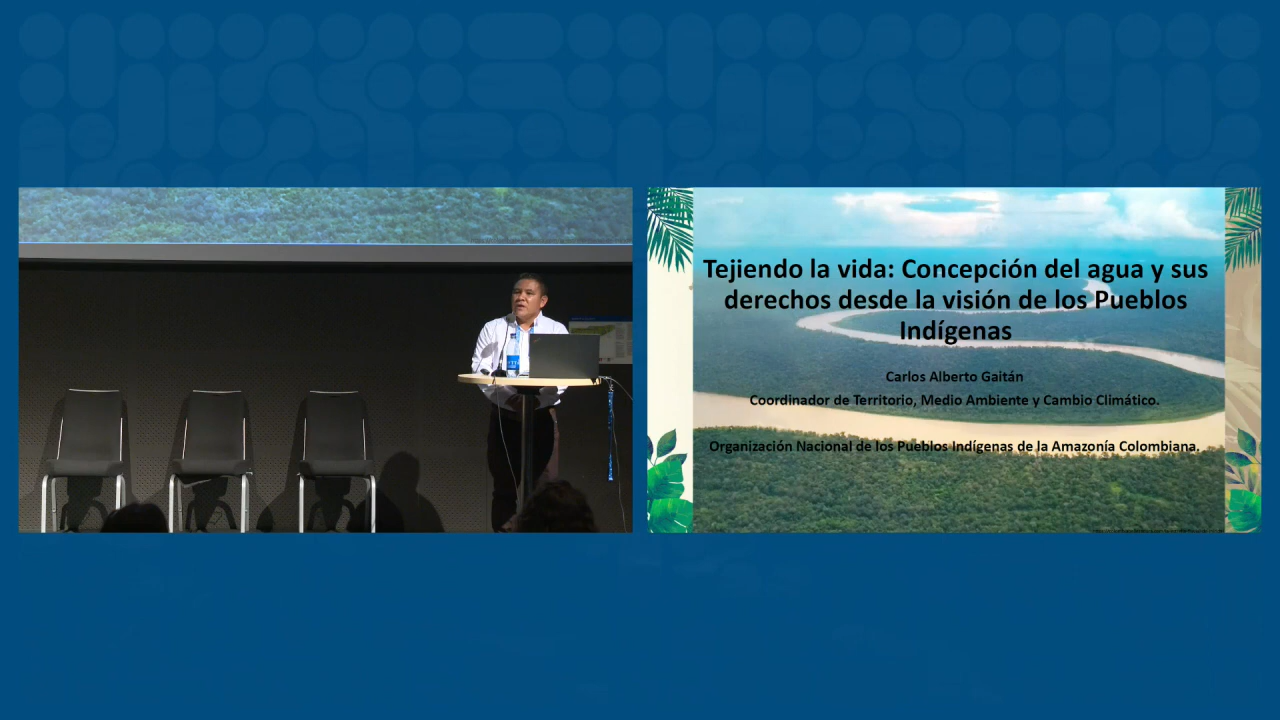 Tejiendo la vida: Concepción del agua y sus
derechos desde la visión de los Pueblos
Indígenas
Carlos Alberto Gaitán
Coordinador de Territorio, Medio Ambiente y Cambio Climático.
Organización Nacional de los Pueblos Indígenas de la Amazonía Colombiana.